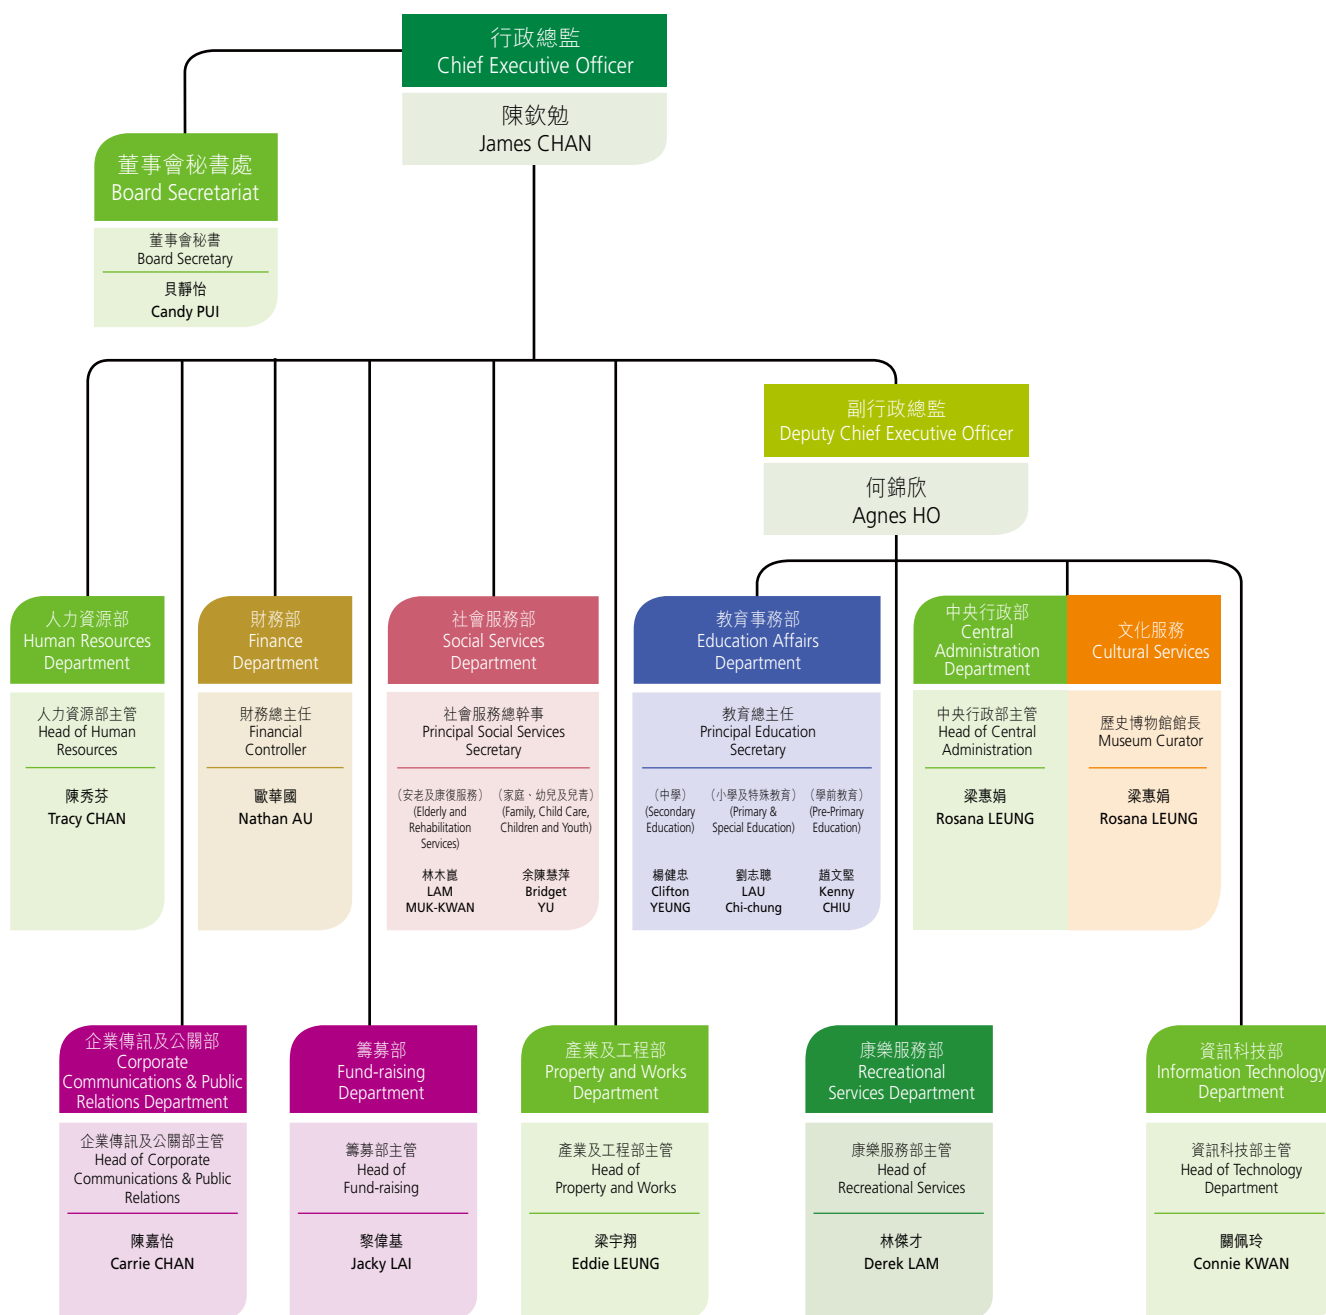 行政總監
Chief Executive Officer
陳欽勉
James CHAN
董事會秘書處
Board Secretariat
董事會秘書
Board Secretary
貝靜怡
Candy PUI
副行政總監
Deputy Chief Executive Officer
何錦欣
Agnes HO
人力資源部
Human Resources
Department
人力資源部主管
Head of Human
Resources
陳秀芬
Tracy CHAN
財務部
Finance
Department
財務總主任
Financial
Controller
歐華國
Nathan AU
社會服務部
Social Services
Department
社會服務總幹事
Principal Social Services
Secretary
（安老及康復服務）
(Elderly and
Rehabilitation
Services)
林木崑
LAM
MUK-KWAN
（家庭、幼兒及兒青）
(Family, Child Care,
Children and Youth)
余陳慧萍
Bridget
YU
教育事務部
Education Affairs
Department
教育總主任
Principal Education
Secretary
（中學）
(Secondary
Education)
楊健忠
Clifton
YEUNG
（小學及特殊教育）
(Primary &
Special Education)
劉志聰
LAU
Chi-chung
（學前教育）
(Pre-Primary
Education)
趙文堅
Kenny
CHIU
中央行政部
Central
Administration
Department
中央行政部主管
Head of Central
Administration
梁惠娟
Rosana LEUNG
文化服務
Cultural Services
歷史博物館館長
Museum Curator
梁惠娟
Rosana LEUNG
企業傳訊及公關部
Corporate
Communications & Public
Relations Department
企業傳訊及公關部主管
Head of Corporate
Communications & Public
Relations
陳嘉怡
Carrie CHAN
籌募部
Fund-raising
Department
籌募部主管
Head of
Fund-raising
黎偉基
Jacky LAI
產業及工程部
Property and Works
Department
產業及工程部主管
Head of
Property and Works
梁宇翔
Eddie LEUNG
康樂服務部
Recreational
Services Department
康樂服務部主管
Head of
Recreational Services
林傑才
Derek LAM
資訊科技部
Information Technology
Department
資訊科技部主管
Head of Technology
Department
關佩玲
Connie KWAN